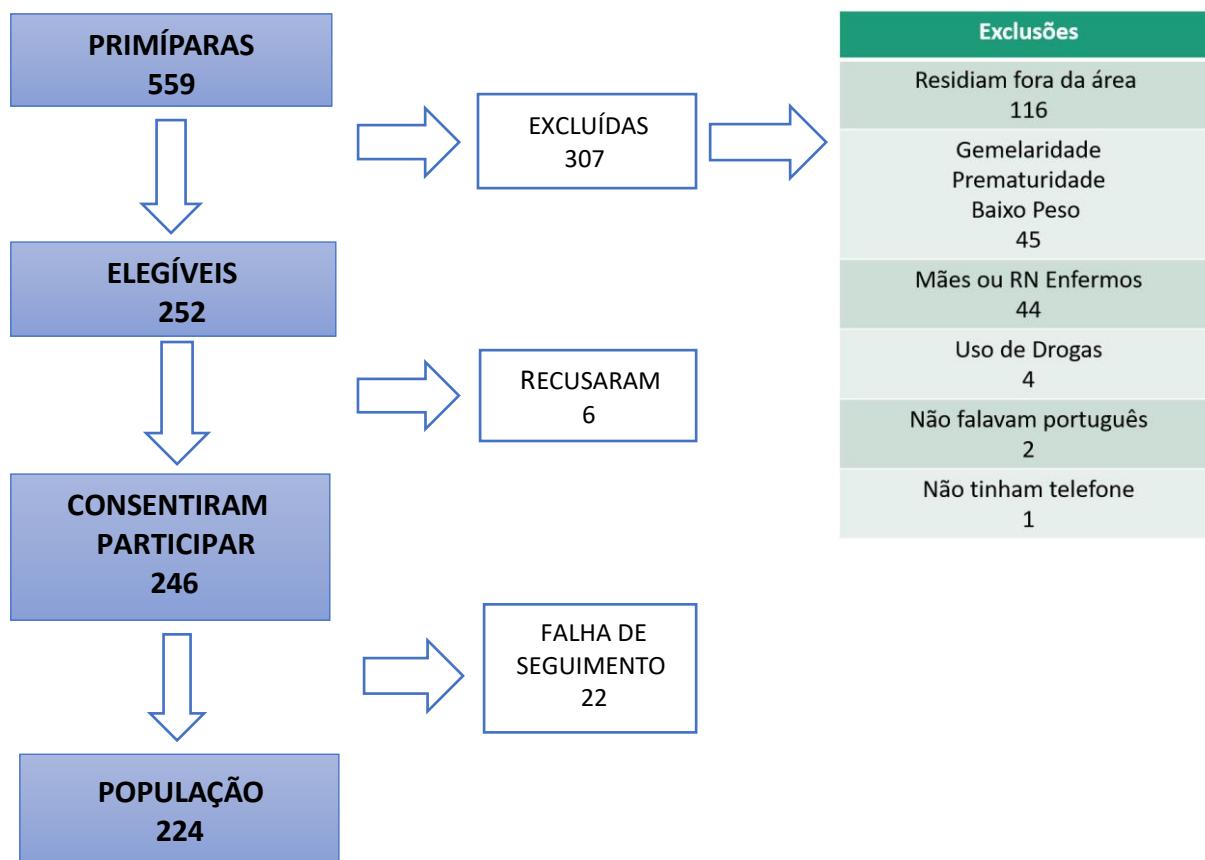 PRIMÍPARAS
559
EXCLUÍDAS
307
ELEGÍVEIS
252
RECUSARAM
6
CONSENTIRAM
PARTICIPAR
246
FALHA DE
SEGUIMENTO
22
POPULAÇÃO
224
Exclusões
Residiam fora da área
116
Gemelaridade
Prematuridade
Baixo Peso
45
Mães ou RN Enfermos
44
Uso de Drogas
4
Não falavam português
2
Não tinham telefone
1